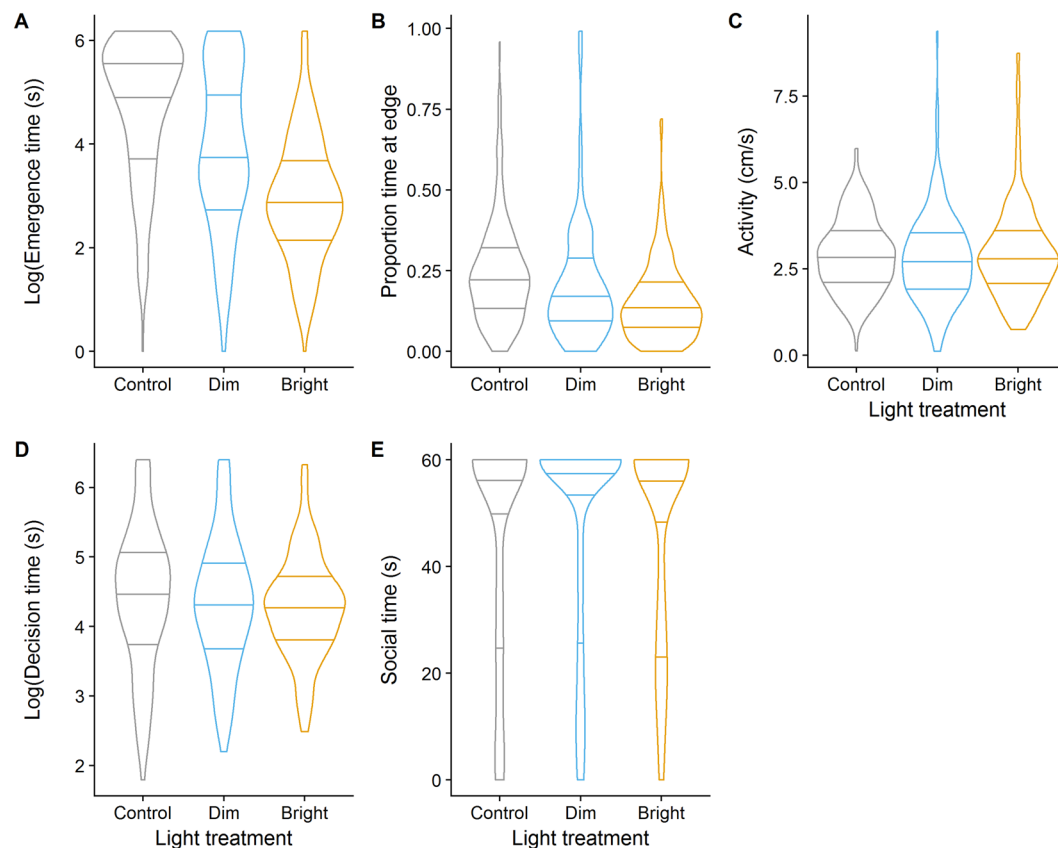 A
Log(Emergence time (s))
6
4
2
0
Control Dim Bright
B
Proportion time at edge
1.00
0.75
0.50
0.25
0.00
Control Dim Bright
C
Activity (cm/s)
7.5
5.0
2.5
0.0
Control Dim Bright
Light treatment
D
Log(Decision time (s))
6
5
4
3
2
Control Dim Bright
Light treatment
E
Social time (s)
60
40
20
0
Control Dim Bright
Light treatment